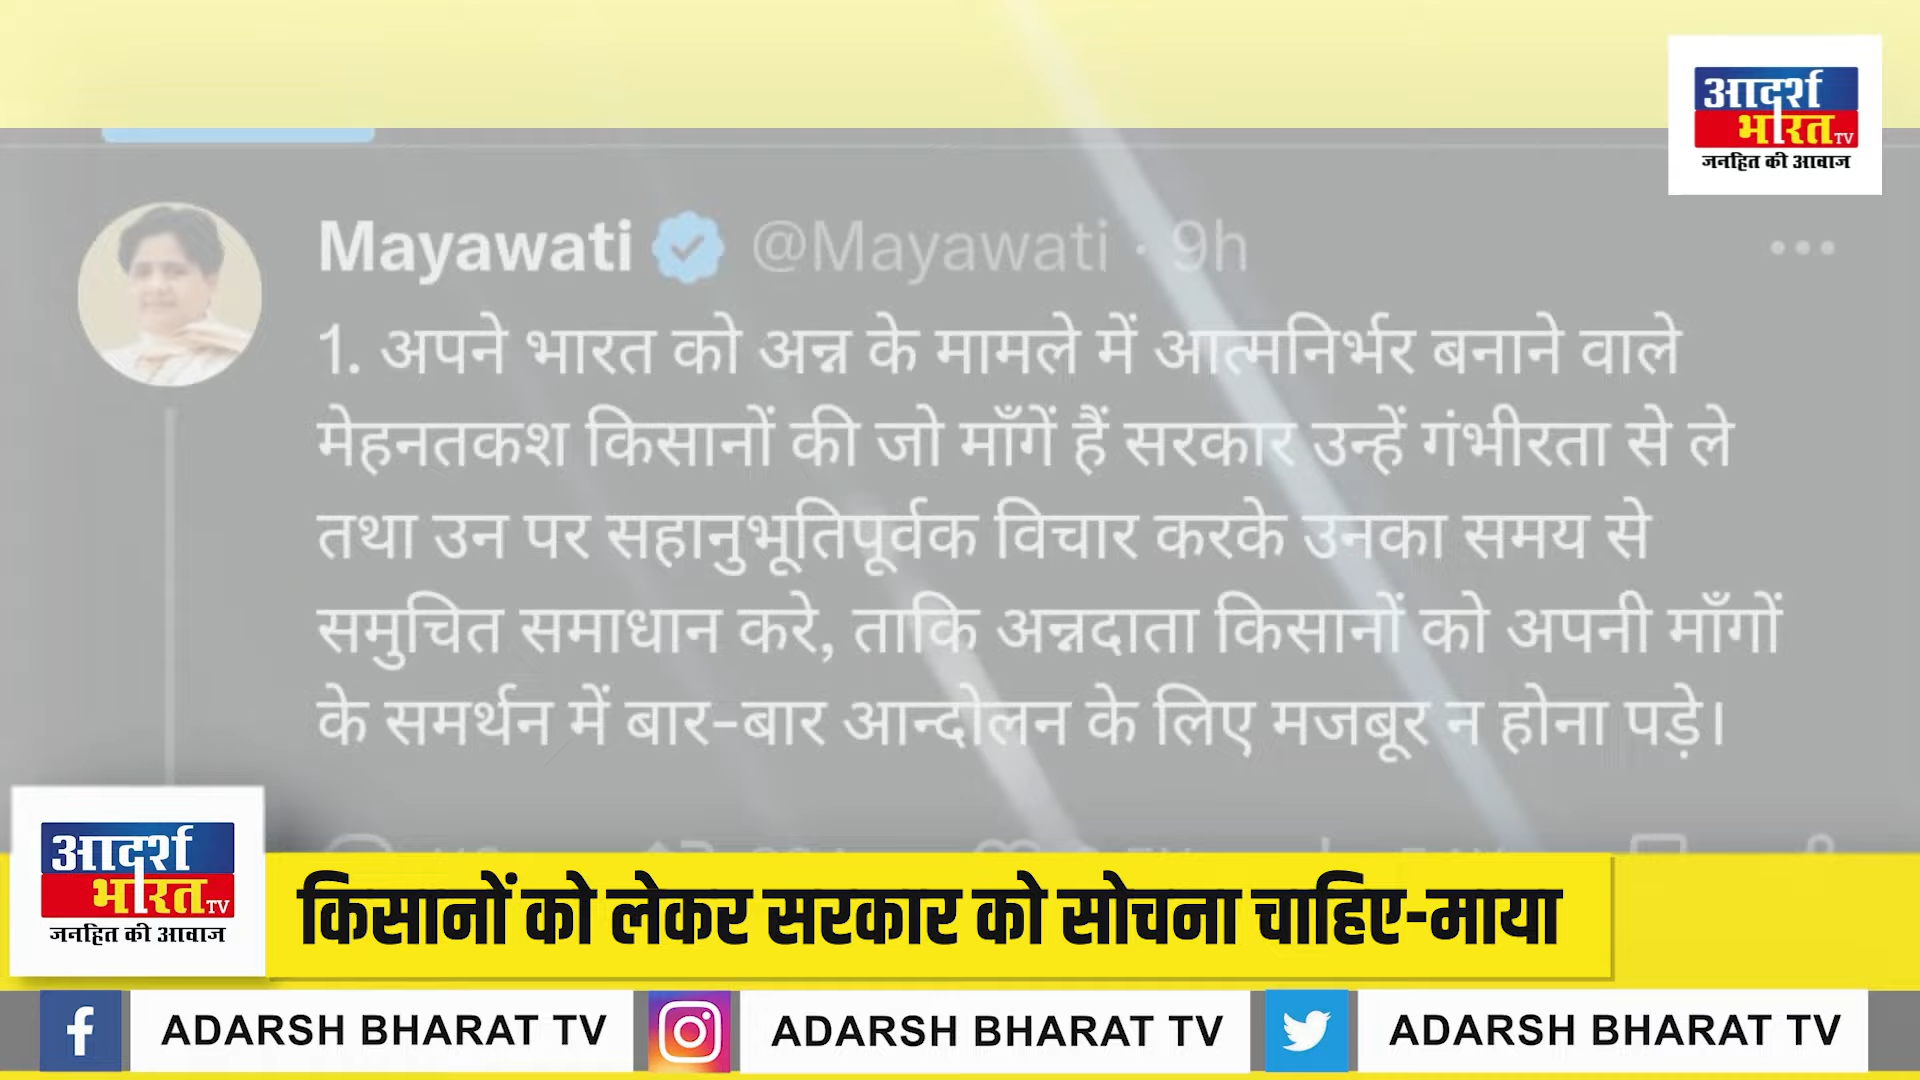 आदर्श
भारत TV
जनहित की आवाज
Mayawati @Mayawati · 9h
1. अपने भारत को अन्न के मामले में आत्मनिर्भर बनाने वाले
मेहनतकश किसानों की जो माँगें हैं सरकार उन्हें गंभीरता से ले
तथा उन पर सहानुभूतिपूर्वक विचार करके उनका समय से
समुचित समाधान करे, ताकि अन्नदाता किसानों को अपनी माँगों
के समर्थन में बार-बार आन्दोलन के लिए मजबूर न होना पड़े।
आदर्श
भारत TV
जनहित की आवाज
किसानों को लेकर सरकार को सोचना चाहिए-माया
ADARSH BHARAT TV ADARSH BHARAT TV ADARSH BHARAT TV